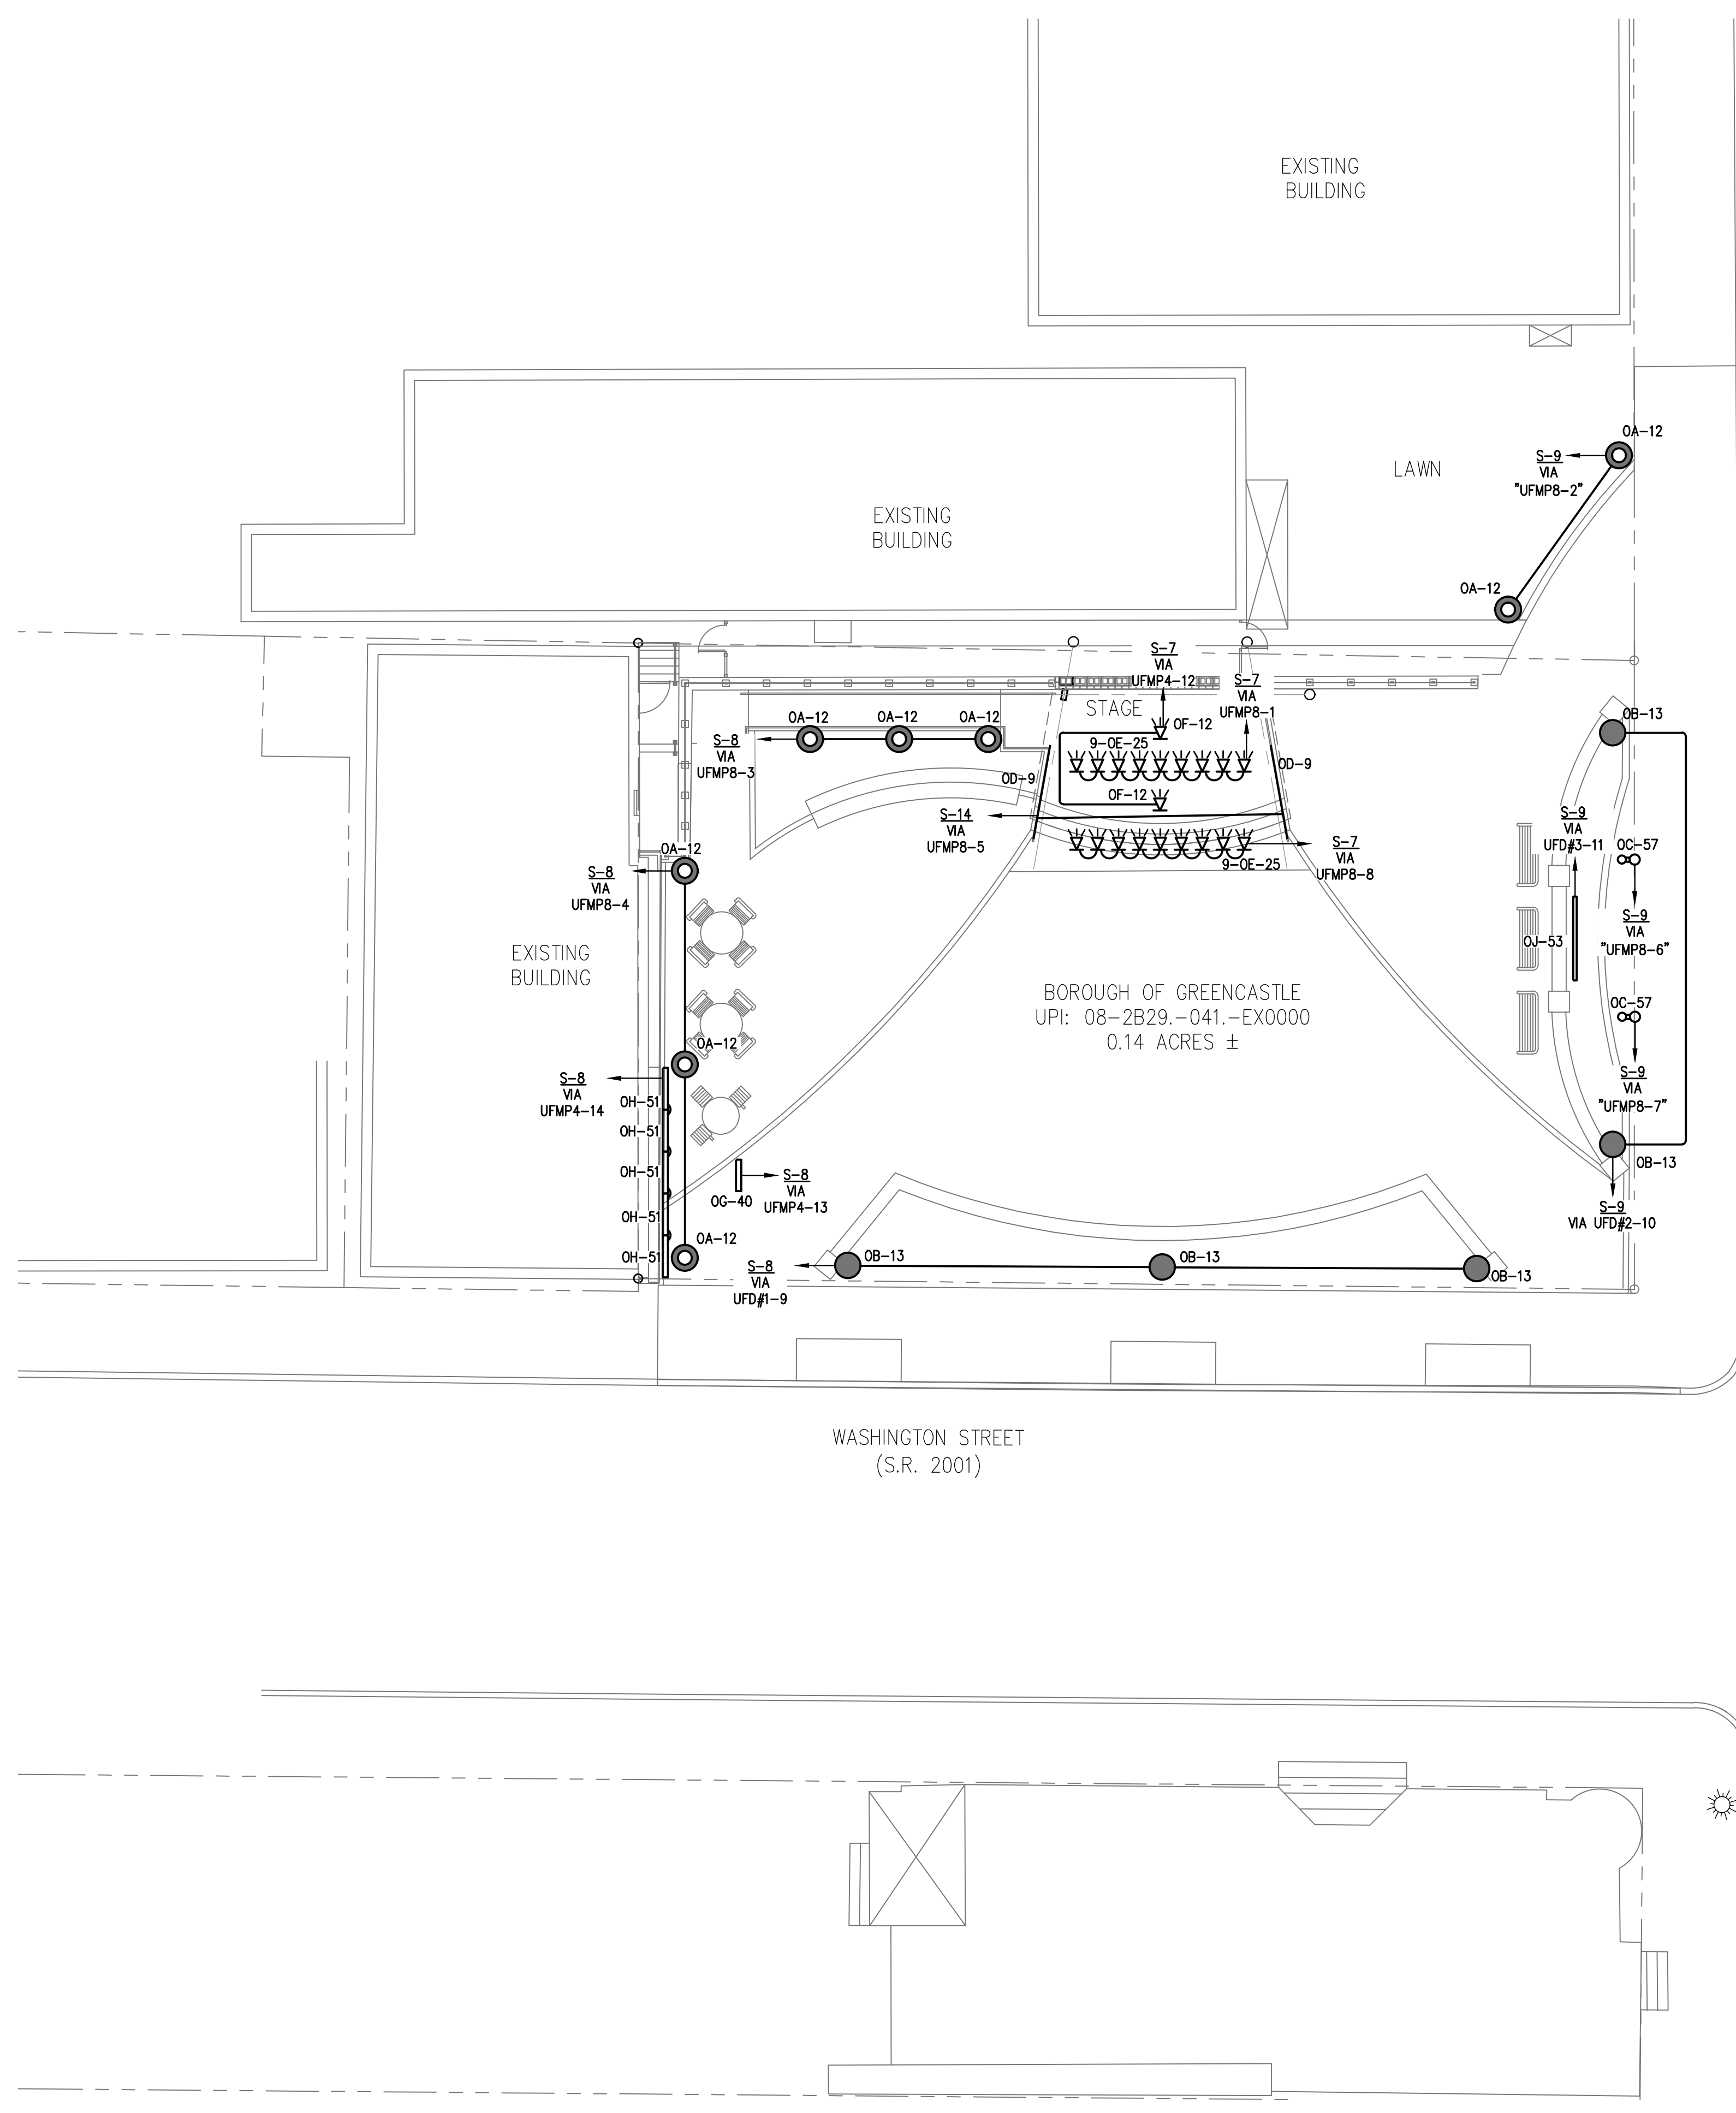 EXISTING
BUILDING
OA-12
S-9
VIA
"UFMP8-2"
LAWN
EXISTING
BUILDING
OA-12
S-7
VIA
UFMP4-12
S-7
VIA
UFMP8-1
STAGE
OB-13
OA-12
OA-12
OA-12
OF-12
S-8
VIA
UFMP8-3
9-OE-25
OD-9
OD-9
OF-12
S-14
VIA
UFMP8-5
S-9
VIA
UFD#3-11
S-7
VIA
UFMP8-8
9-OE-25
OC-57
OA-12
S-8
VIA
UFMP8-4
S-9
VIA
"UFMP8-6"
OJ-53
EXISTING
BUILDING
BOROUGH OF GREENCASTLE
UPI: 08-2B29.-041.-EX0000
0.14 ACRES ±
OC-57
OA-12
S-8
VIA
UFMP4-14
S-9
VIA
"UFMP8-7"
OH-51
OH-51
OH-51
OH-51
OH-51
OB-13
S-8
VIA
UFMP4-13
OG-40
S-9
VIA UFD#2-10
OA-12
S-8
VIA
UFD#1-9
OB-13
OB-13
OB-13
WASHINGTON STREET
(S.R. 2001)